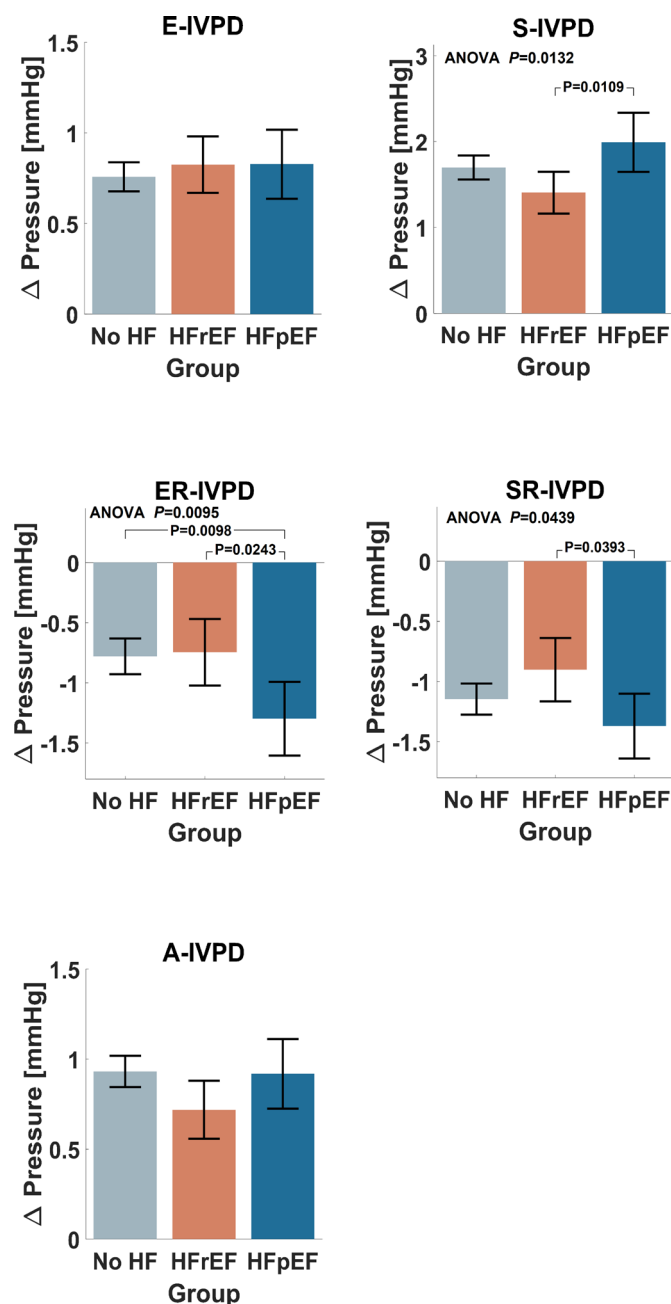 E-IVPD
Δ Pressure [mmHg]
1.5
1
0.5
0
No HF HFrEF HFpEF
Group
S-IVPD
ANOVA P=0.0132
P=0.0109
Δ Pressure [mmHg]
3
2
1
0
No HF HFrEF HFpEF
Group
ER-IVPD
ANOVA P=0.0095
P=0.0098
P=0.0243
Δ Pressure [mmHg]
0
-0.5
-1
-1.5
No HF HFrEF HFpEF
Group
SR-IVPD
ANOVA P=0.0439
P=0.0393
Δ Pressure [mmHg]
0
-0.5
-1
-1.5
No HF HFrEF HFpEF
Group
A-IVPD
Δ Pressure [mmHg]
1.5
1
0.5
0
No HF HFrEF HFpEF
Group